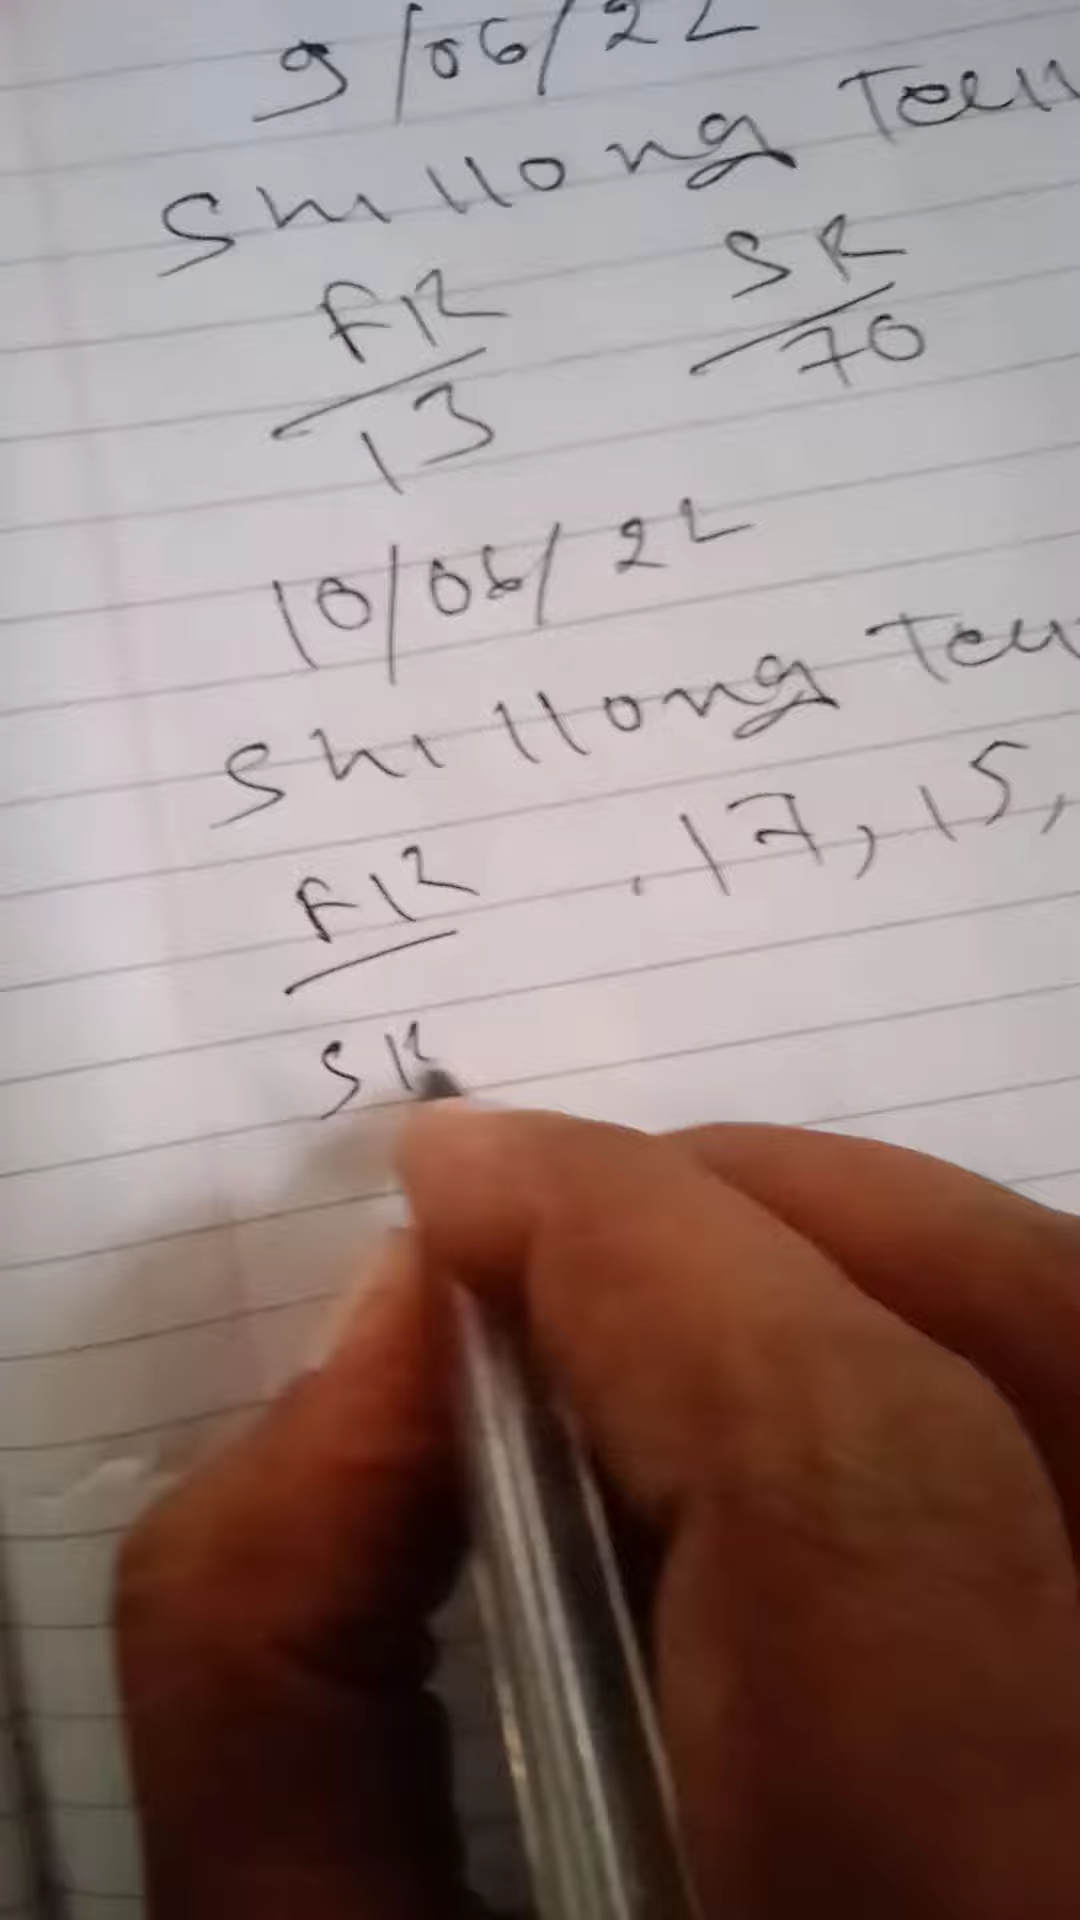 9/06/22
Shillong Teer
FR SR
13 70
10/06/22
Shillong Teer
FR . 17, 15,
SR